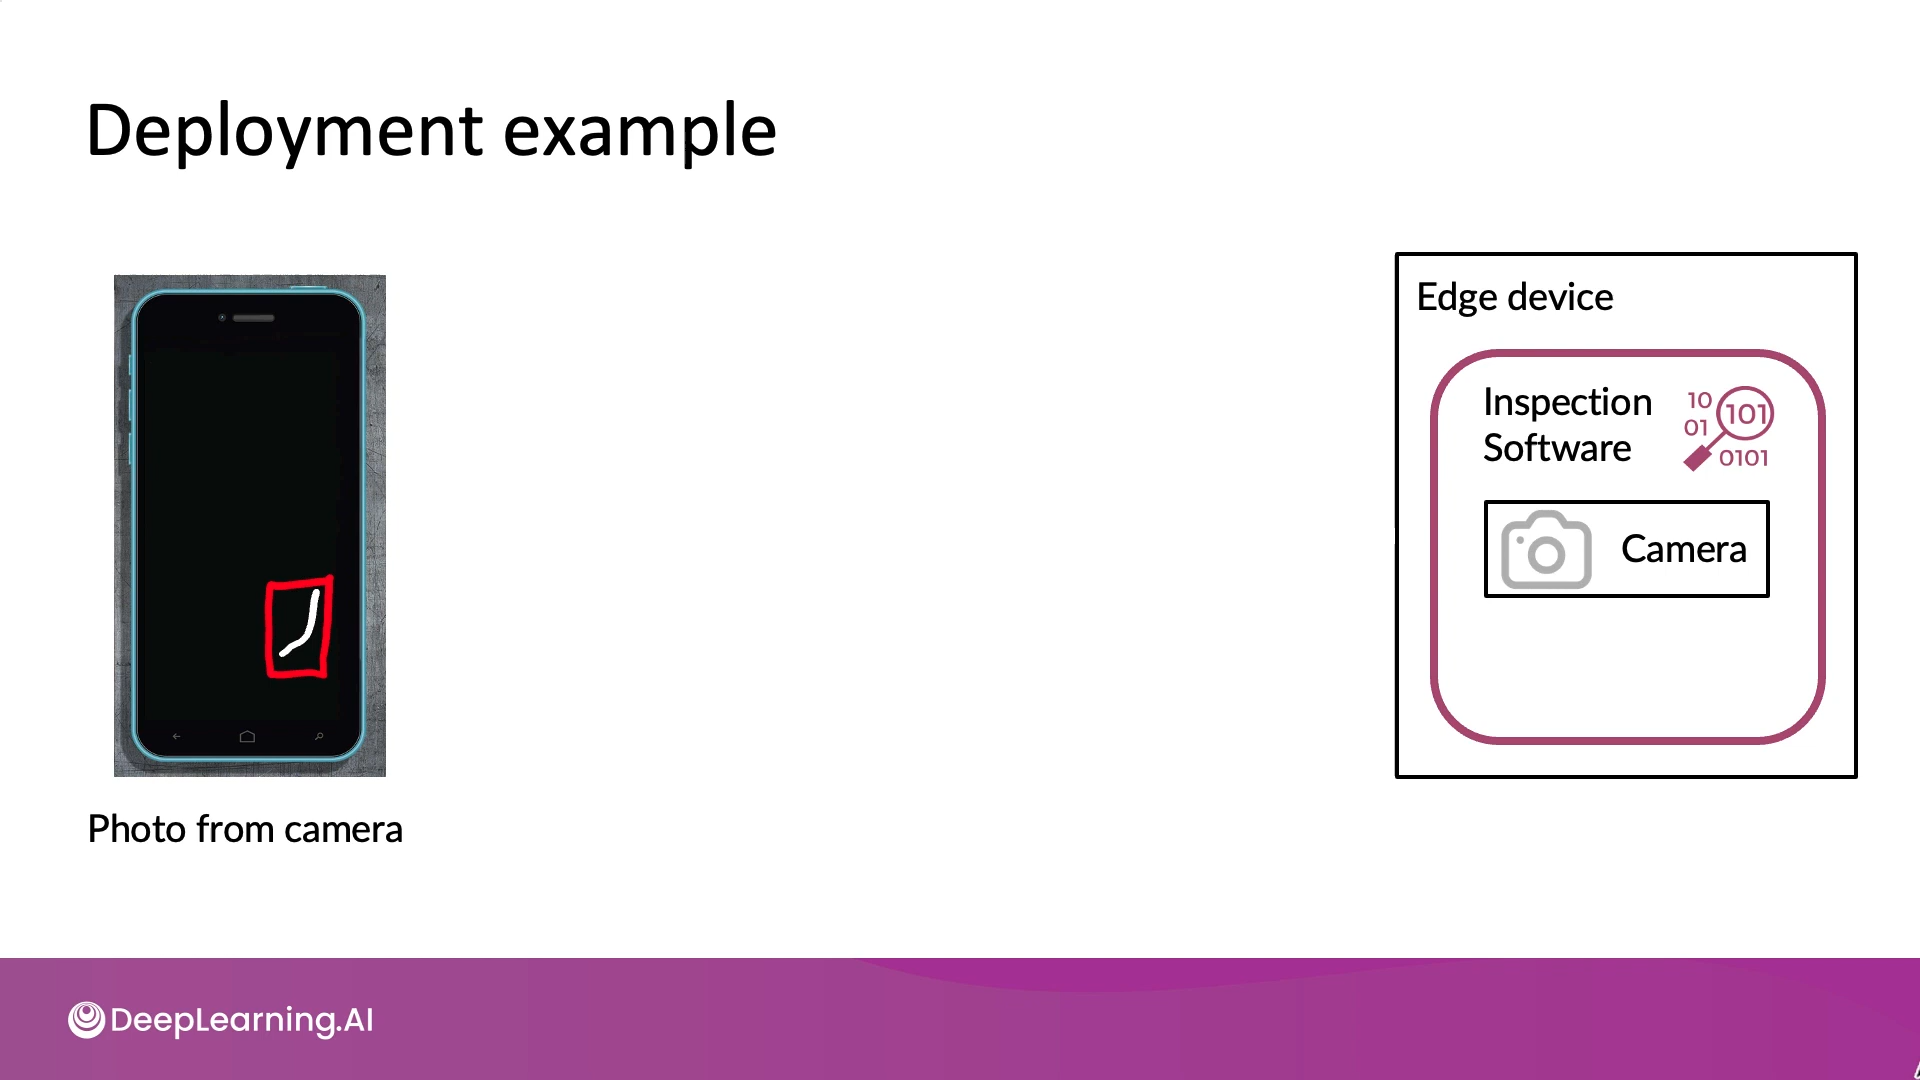 Deployment example
Edge device
Inspection
Software
10
101
01
0101
Camera
Photo from camera
DeepLearning.AI